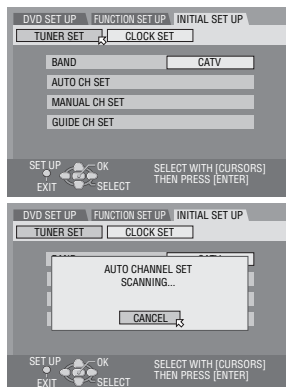 DVD SET UP FUNCTION SET UP INITIAL SET UP
TUNER SET CLOCK SET
BAND CATV
AUTO CH SET
MANUAL CH SET
GUIDE CH SET
SET UP OK SELECT WITH [CURSORS]
EXIT SELECT THEN PRESS [ENTER]
DVD SET UP FUNCTION SET UP INITIAL SET UP
TUNER SET CLOCK SET
AUTO CHANNEL SET
SCANNING...
CANCEL
SET UP OK SELECT WITH [CURSORS]
EXIT SELECT THEN PRESS [ENTER]